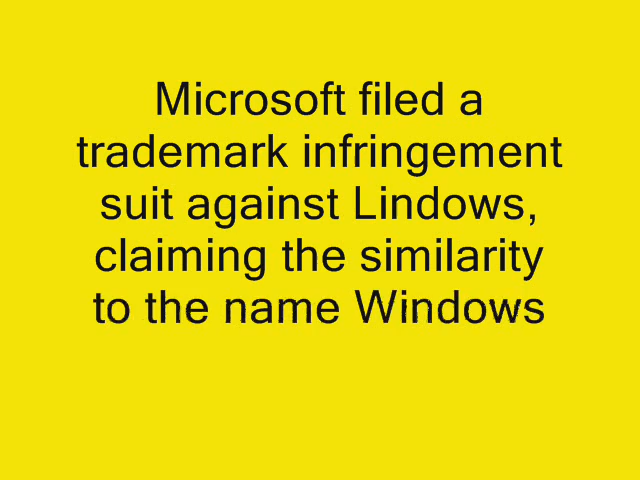 Microsoft filed a
trademark infringement
suit against Lindows,
claiming the similarity
to the name Windows